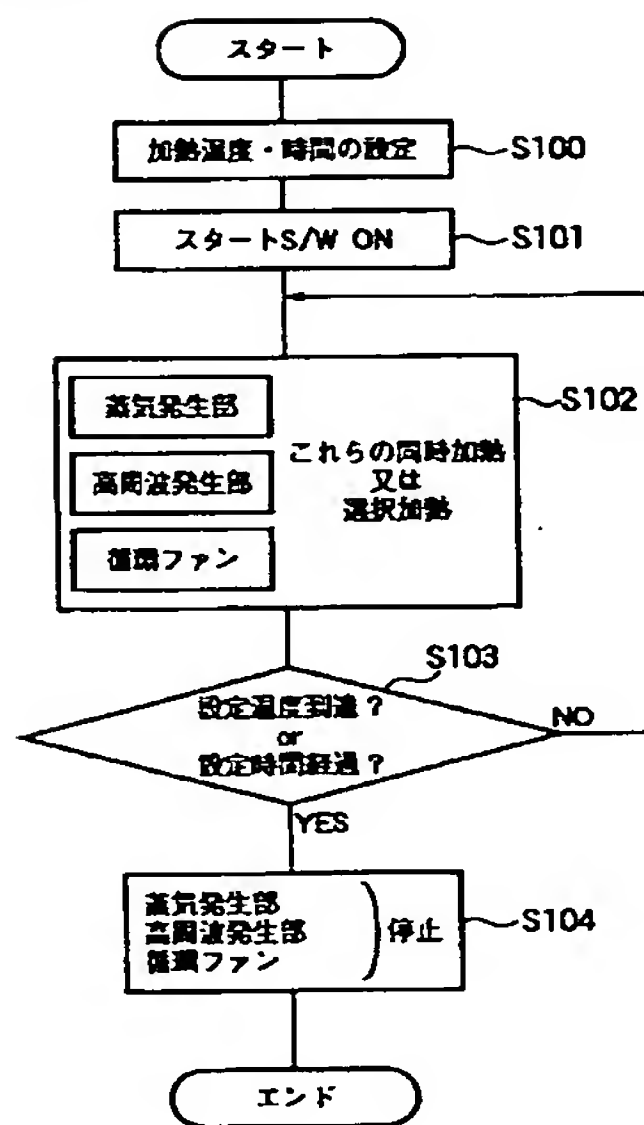 スタート
加熱温度・時間の設定
S100
スタートS/W ON
S101
蒸気発生部
高周波発生部
循環ファン
これらの同時加熱
又は
選択加熱
S102
S103
設定温度到達?
or
設定時間経過?
NO
YES
蒸気発生部
高周波発生部
循環ファン
停止
S104
エンド